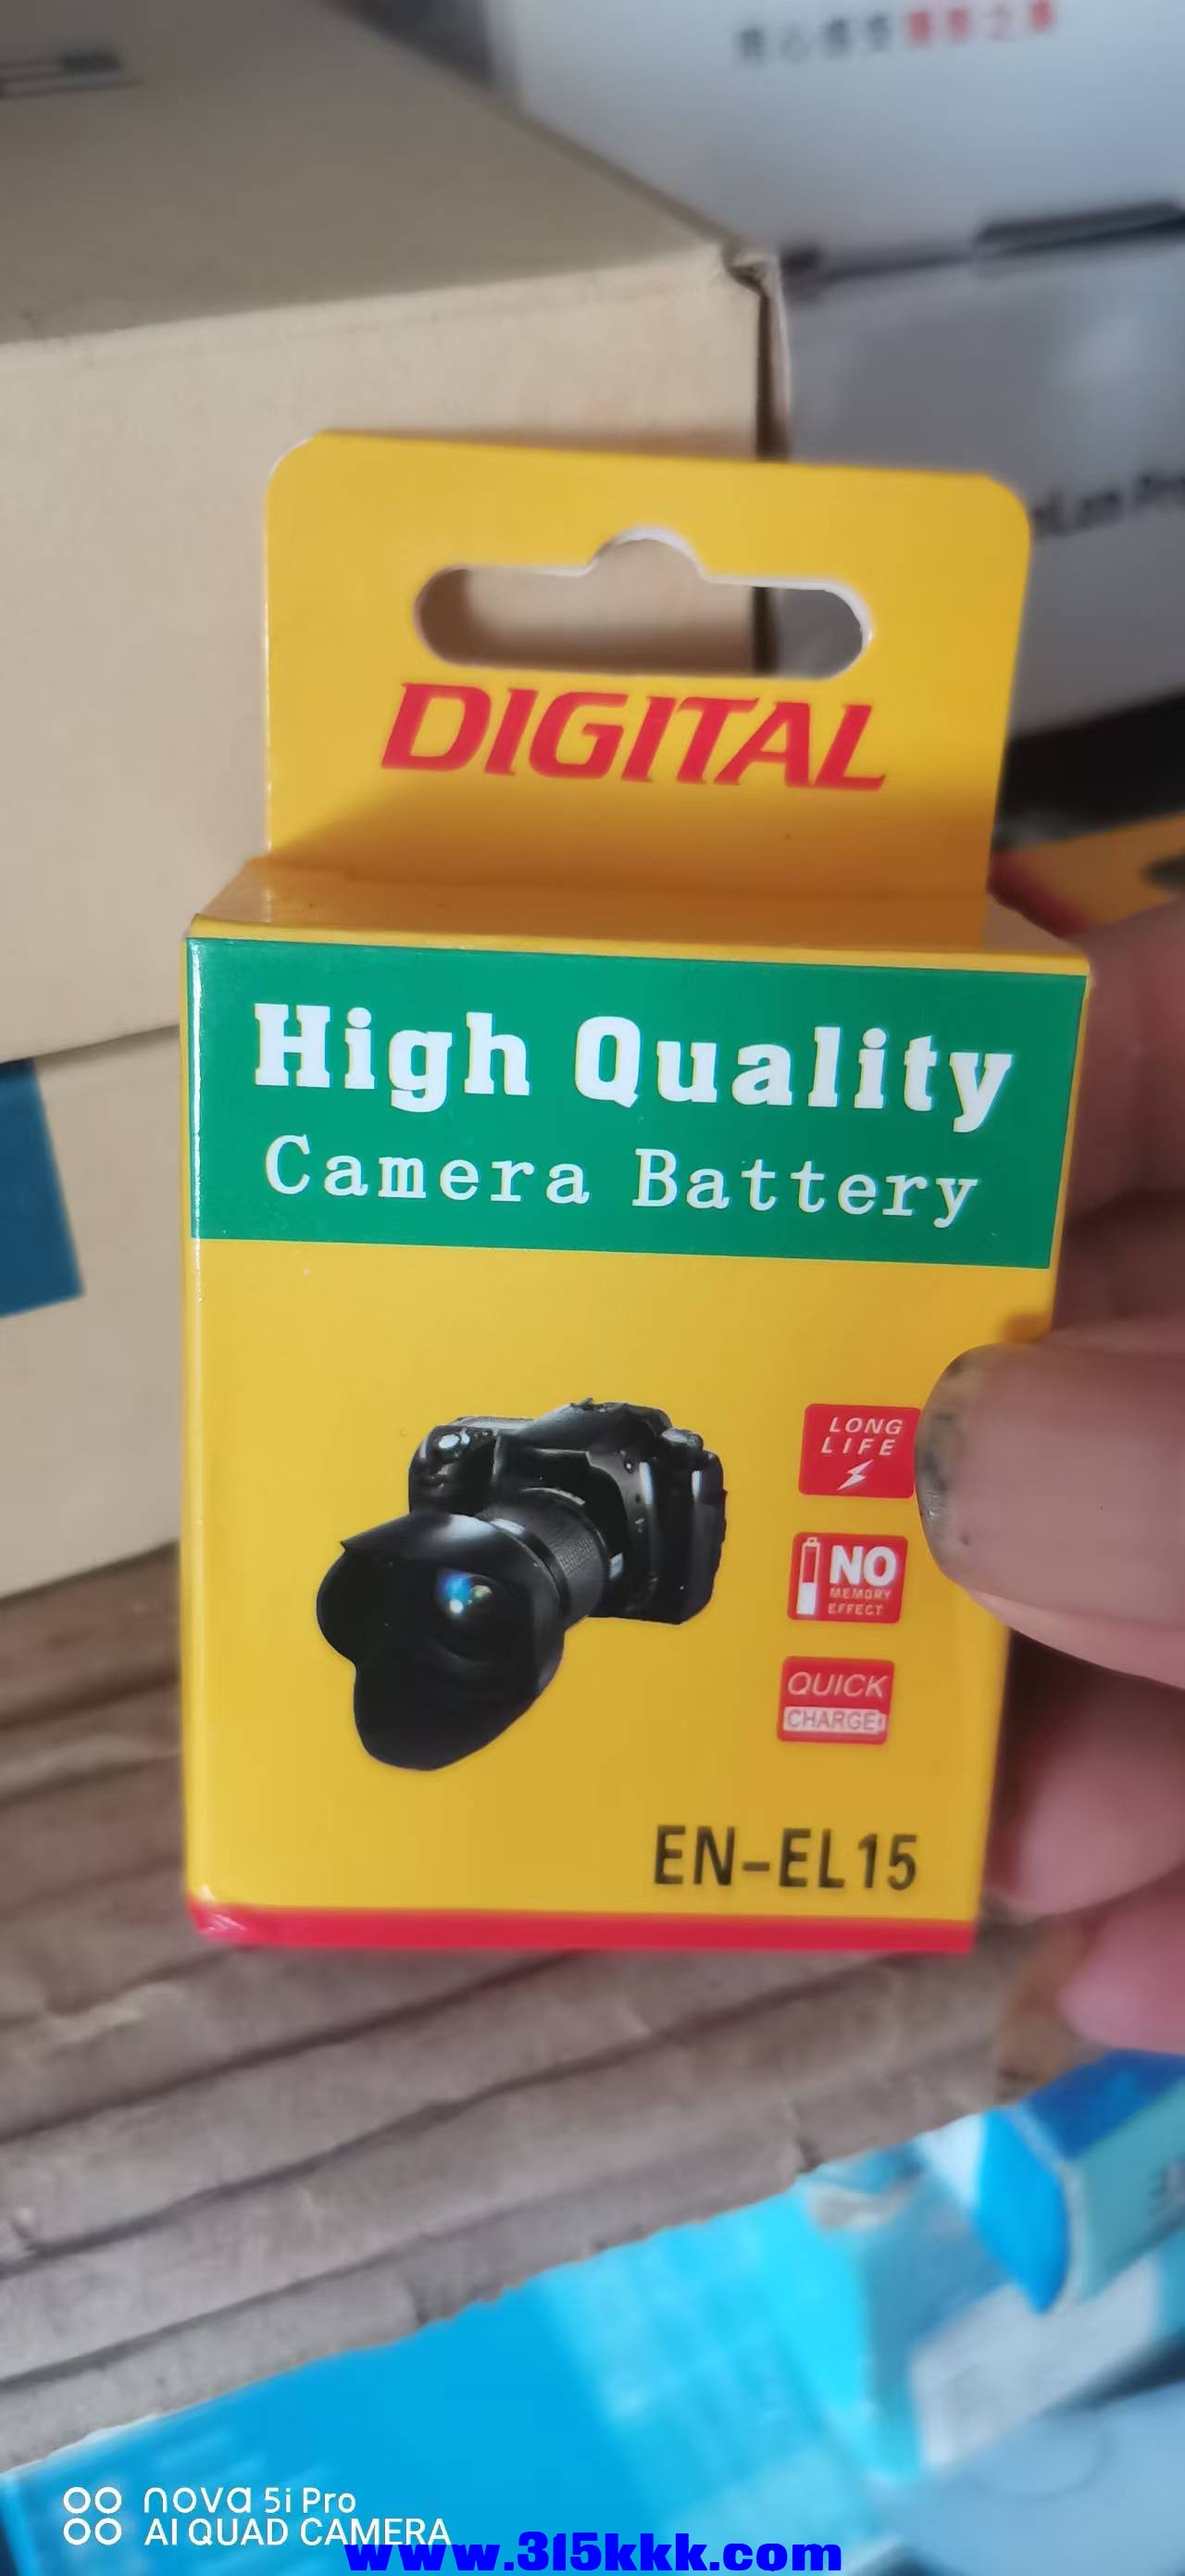 DIGITAL
High Quality
Camera Battery
LONG
LIFE
NO
MEMORY
EFFECT
QUICK
CHARGE
EN-EL15
nova 5i Pro
AI QUAD CAMERA
www.315kkk.com